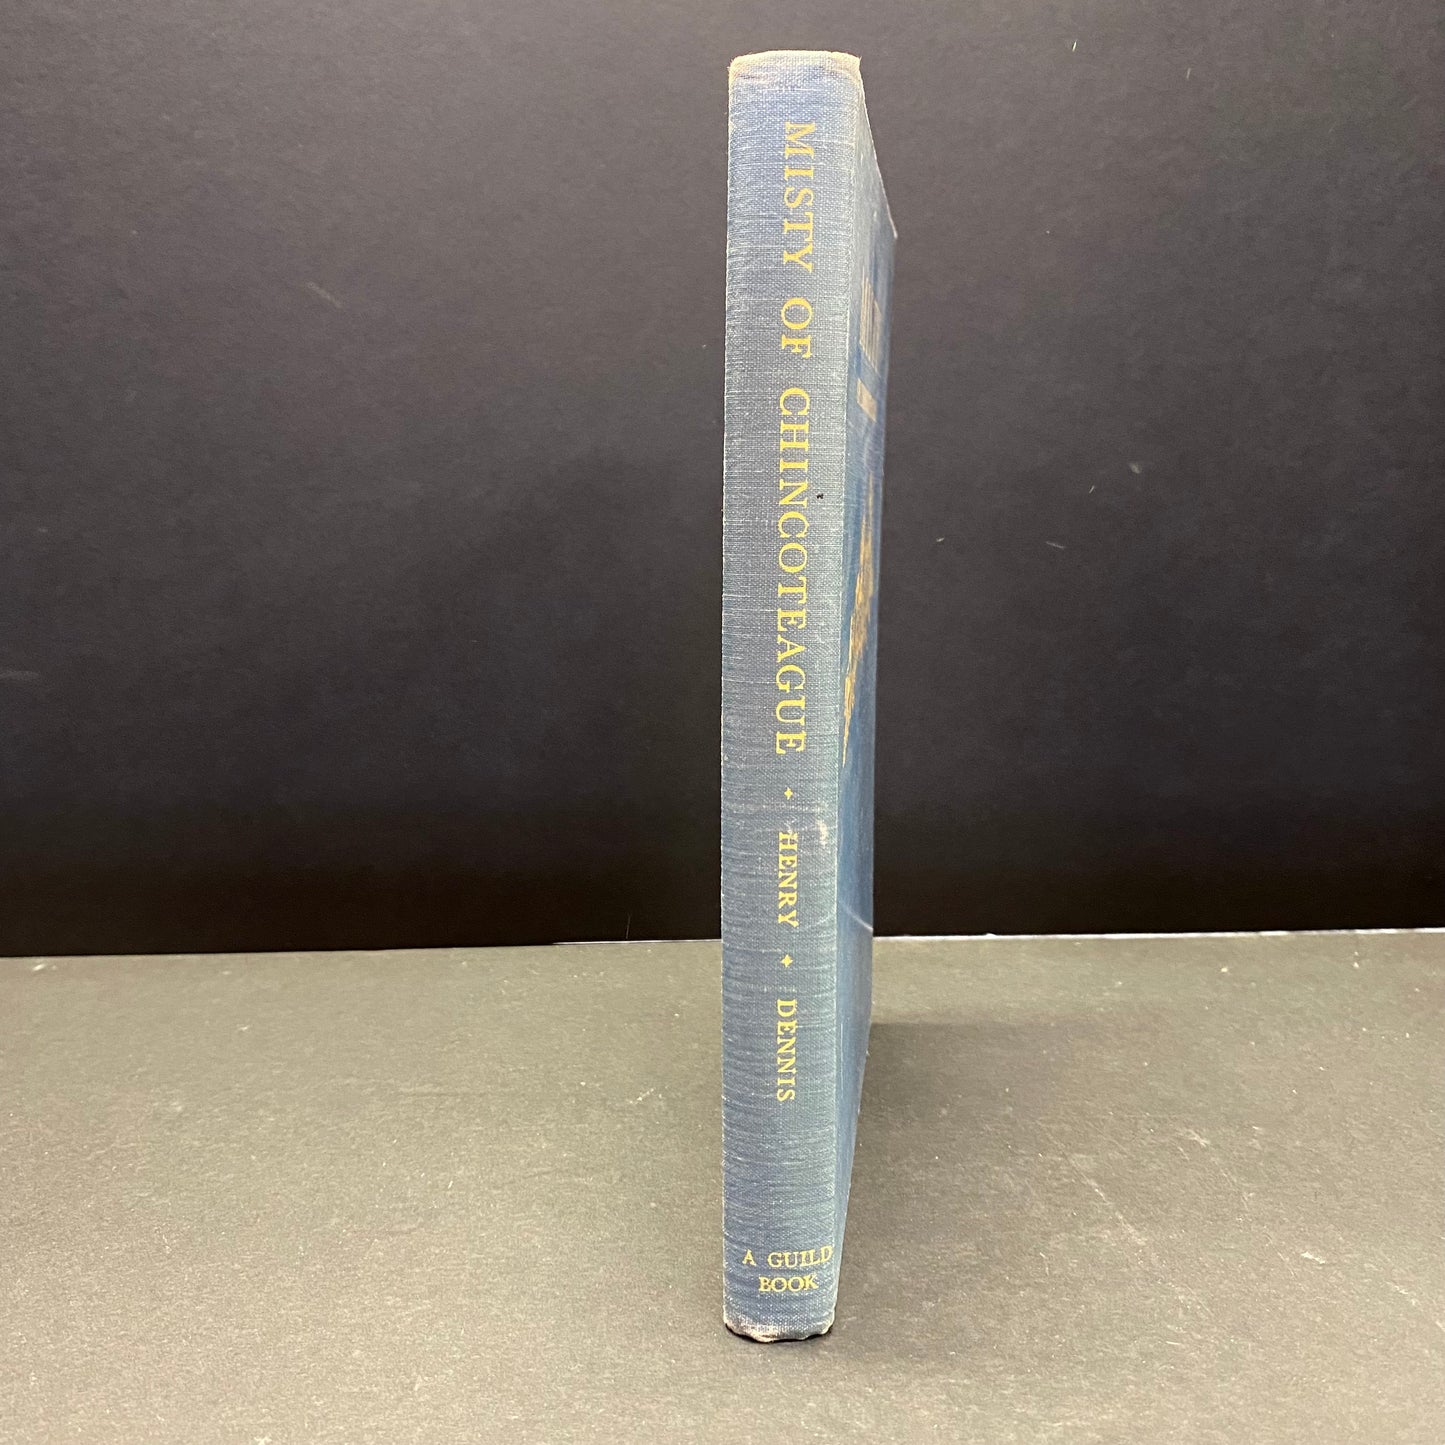 MISTY OF CHINCOTEAGUE ✦ HENRY ✦ DENNIS
A GUILD
BOOK